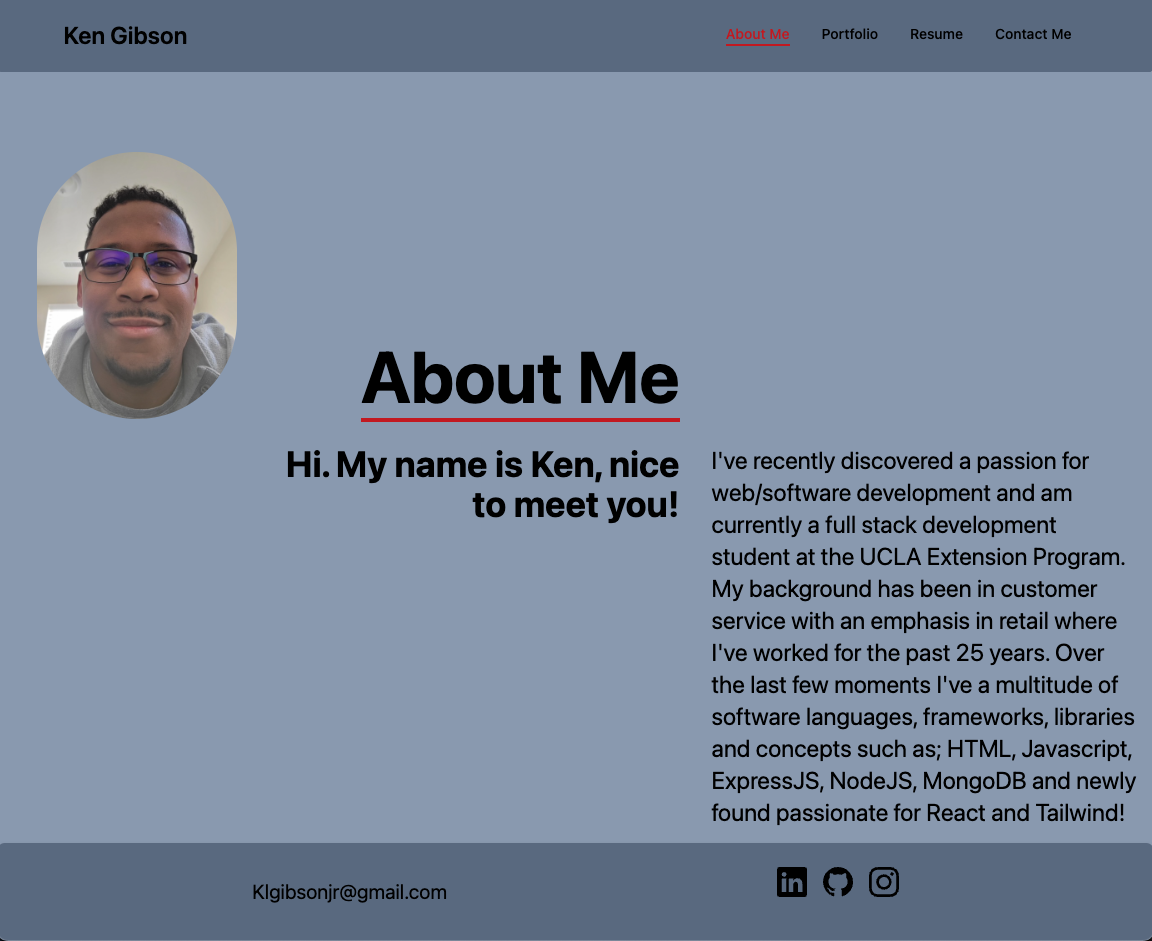 Ken Gibson
About Me Portfolio Resume Contact Me
About Me
Hi. My name is Ken, nice
to meet you!
I've recently discovered a passion for
web/software development and am
currently a full stack development
student at the UCLA Extension Program.
My background has been in customer
service with an emphasis in retail where
I've worked for the past 25 years. Over
the last few moments I've a multitude of
software languages, frameworks, libraries
and concepts such as; HTML, Javascript,
ExpressJS, NodeJS, MongoDB and newly
found passionate for React and Tailwind!
Klgibsonjr@gmail.com
in